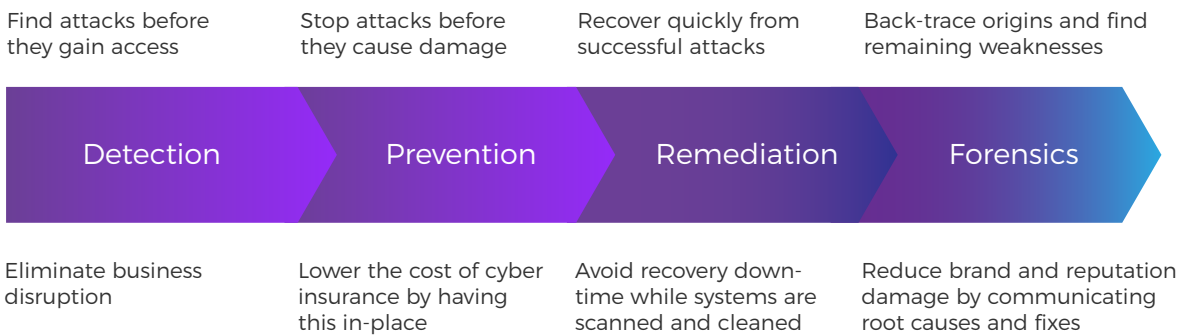 Find attacks before
they gain access
Stop attacks before
they cause damage
Recover quickly from
successful attacks
Back-trace origins and find
remaining weaknesses
Detection
Prevention
Remediation
Forensics
Eliminate business
disruption
Lower the cost of cyber
insurance by having
this in-place
Avoid recovery down-
time while systems are
scanned and cleaned
Reduce brand and reputation
damage by communicating
root causes and fixes